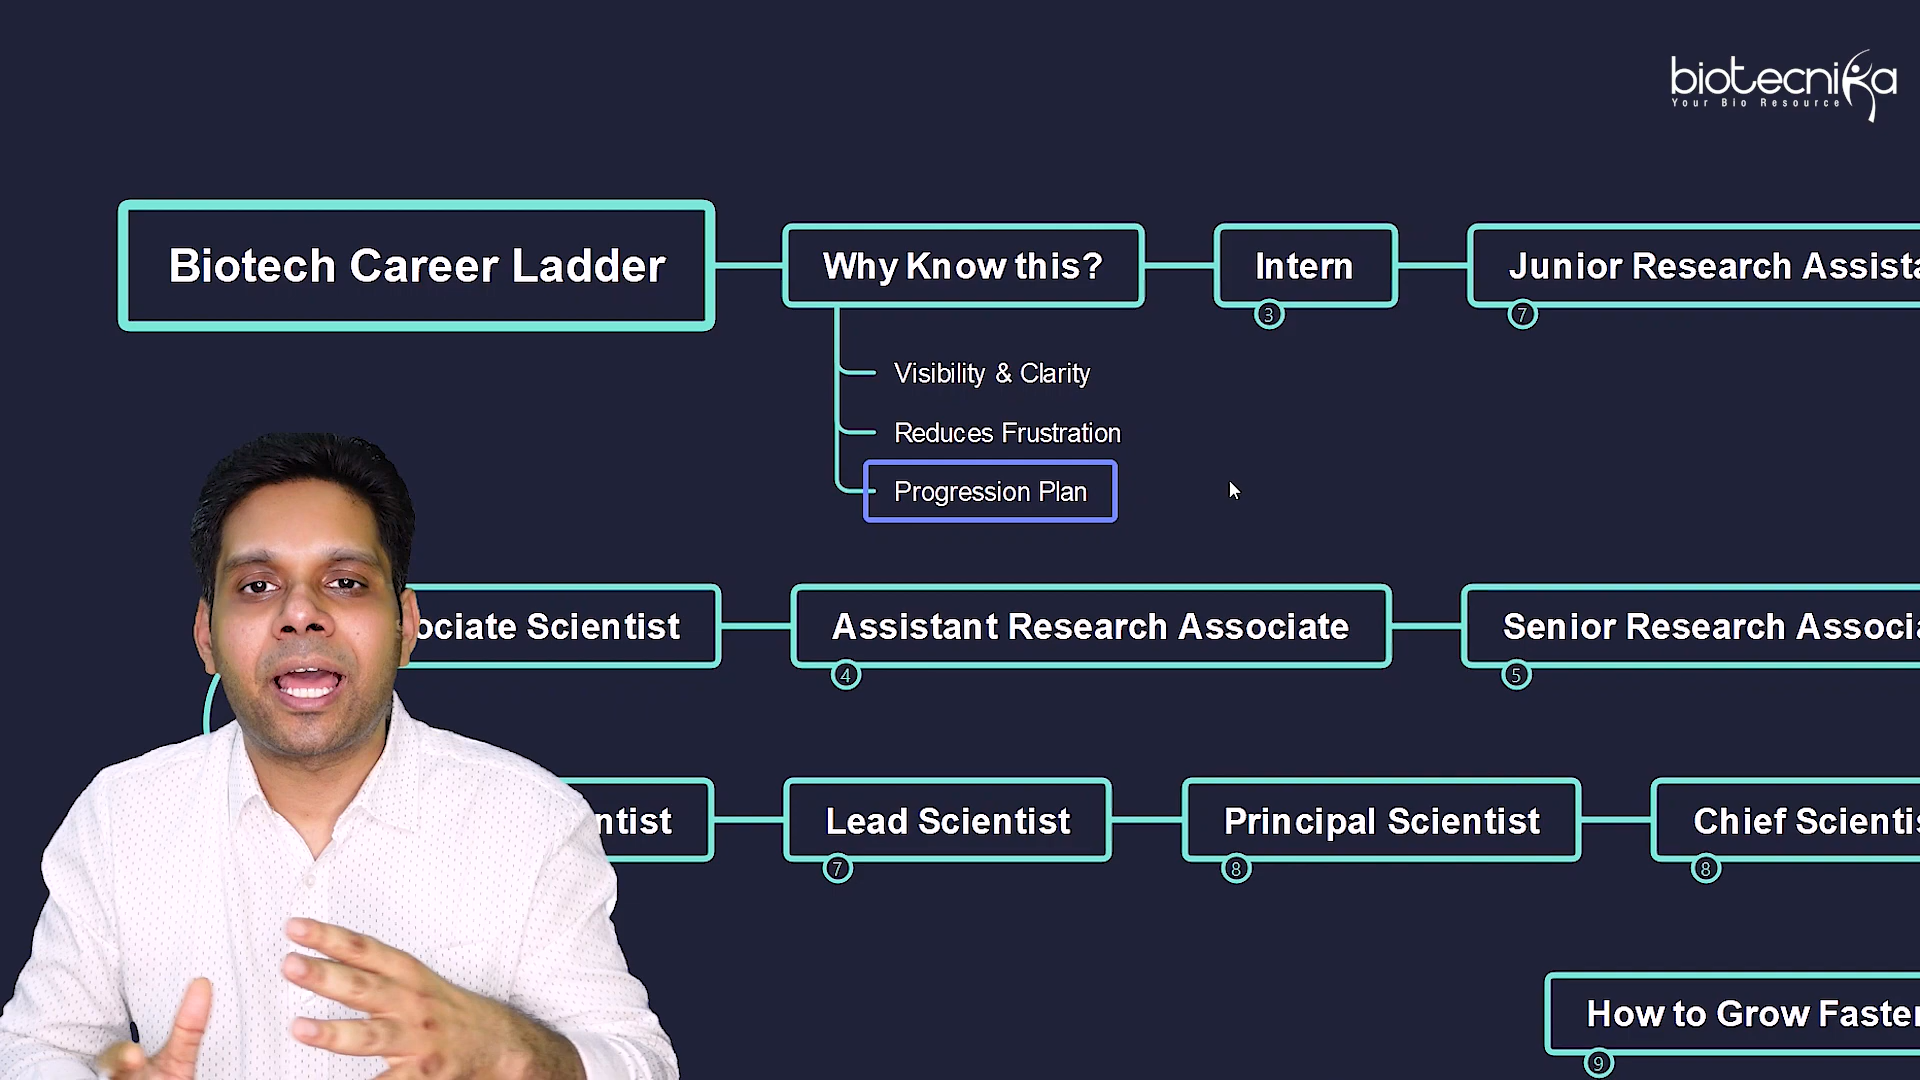 biotecnika
Your Bio Resource
Biotech Career Ladder
Why Know this?
Intern
Junior Research Assista
3
7
Visibility & Clarity
Reduces Frustration
Progression Plan
ociate Scientist
Assistant Research Associate
Senior Research Associa
4
5
ntist
Lead Scientist
Principal Scientist
Chief Scientis
7
8
8
How to Grow Faster
9